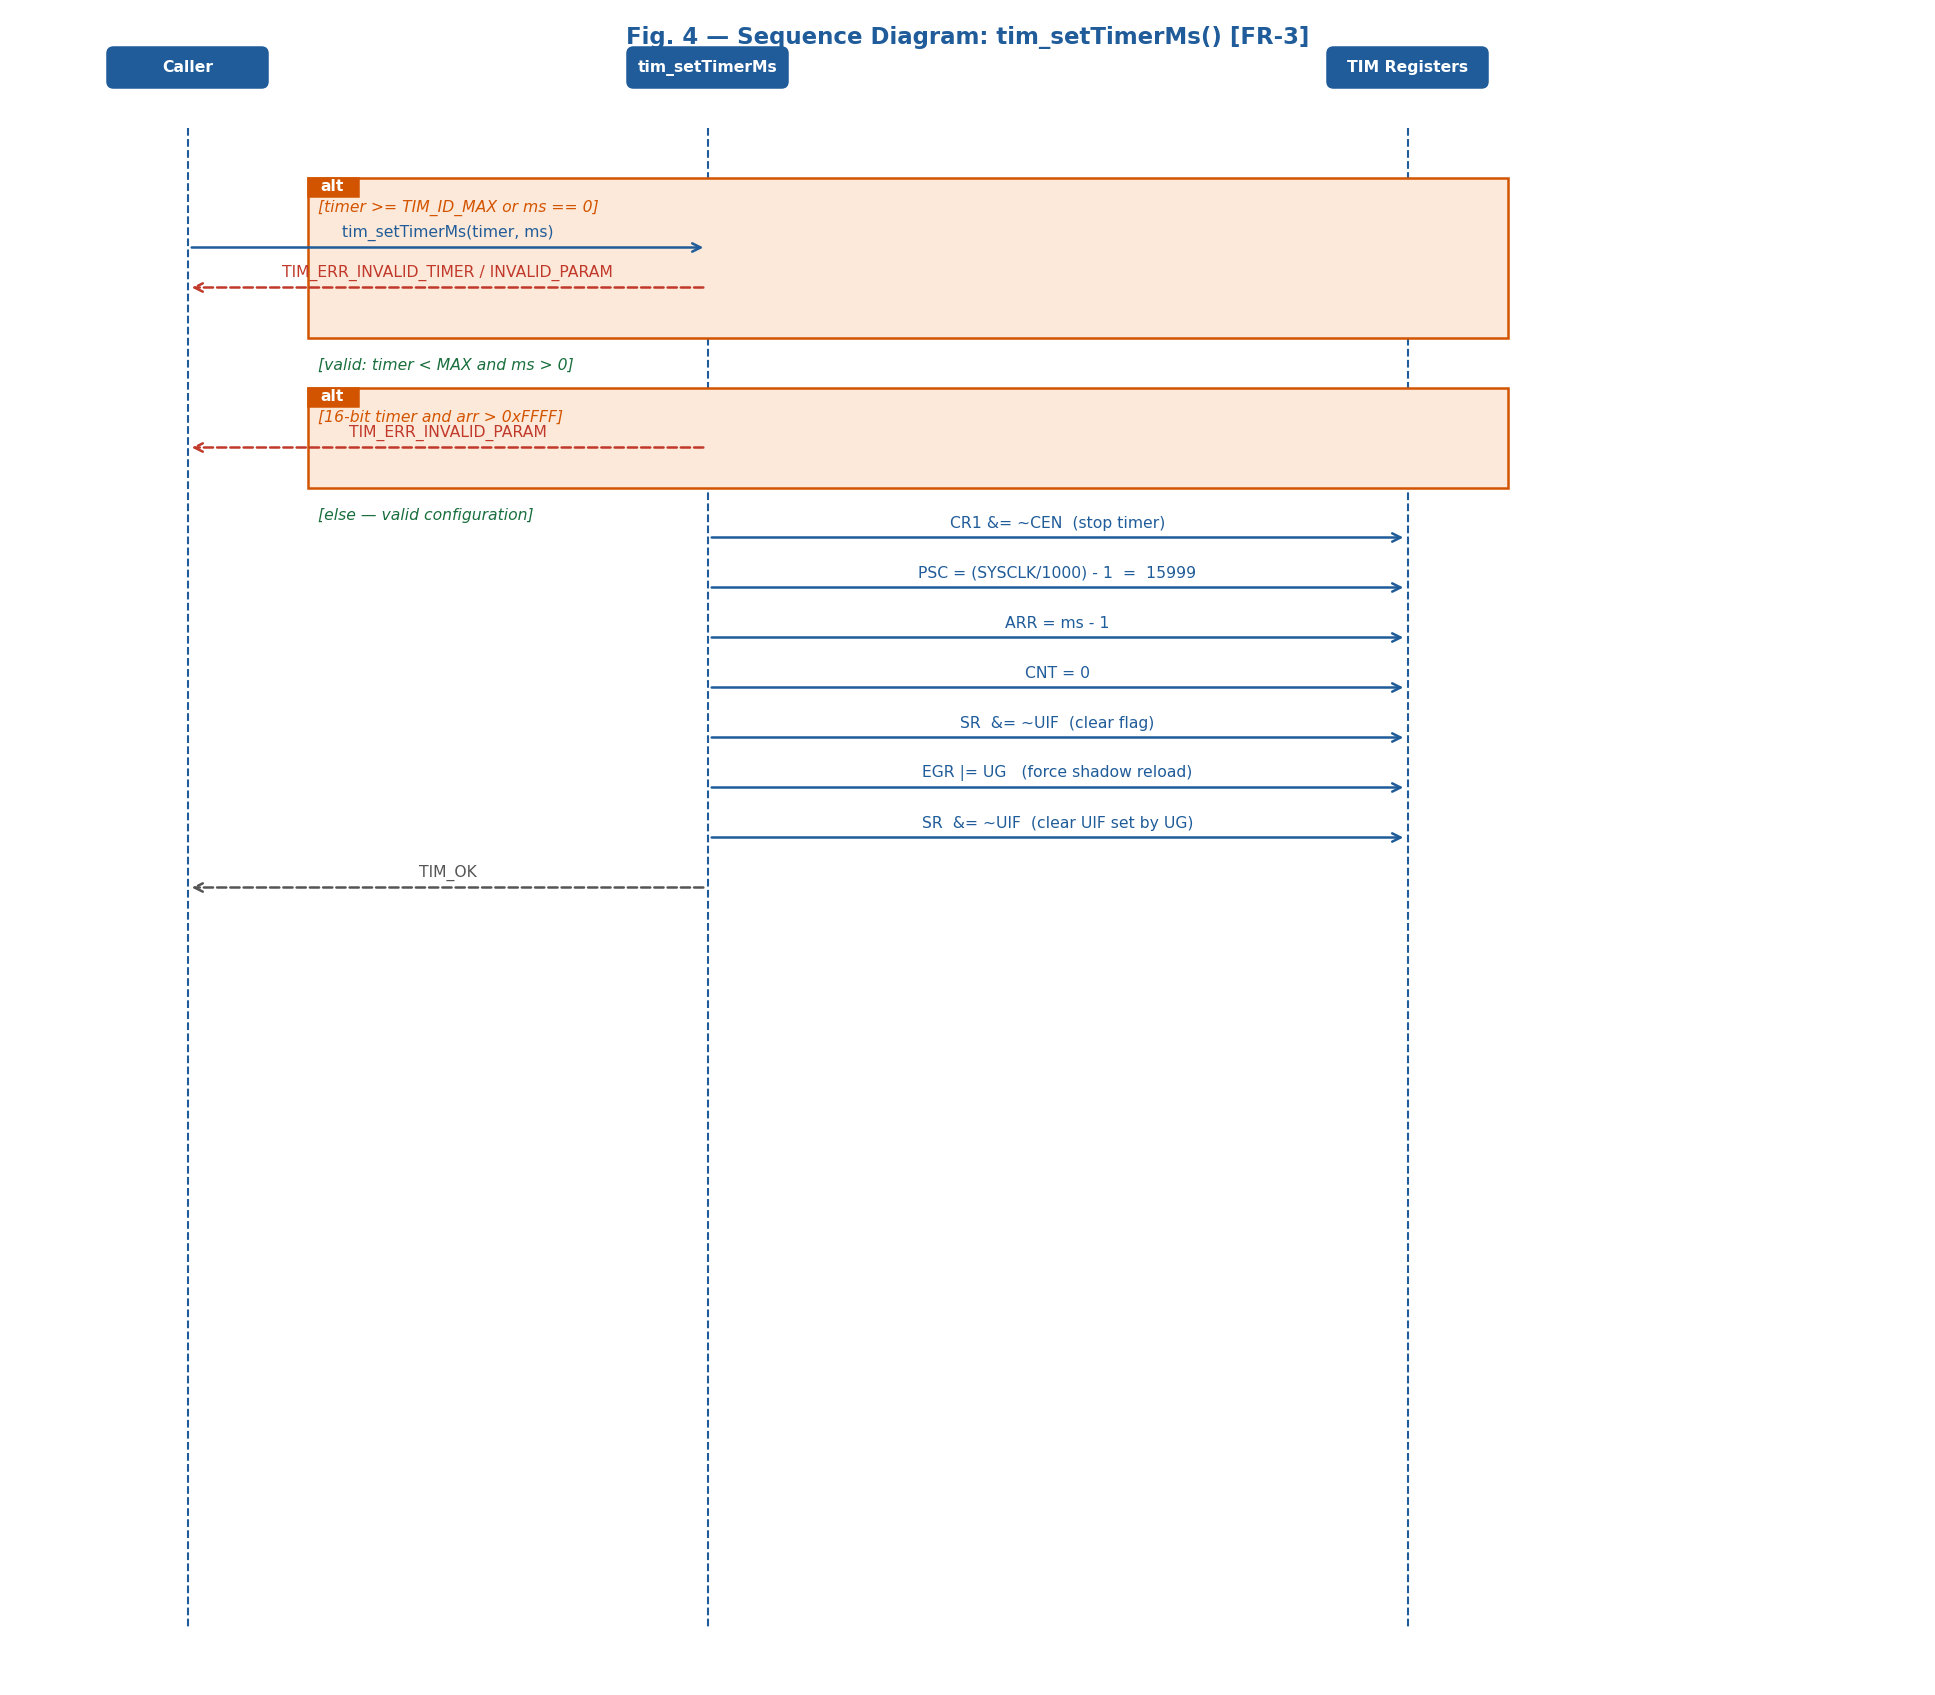 Fig. 4 — Sequence Diagram: tim_setTimerMs() [FR-3]
Caller
tim_setTimerMs
TIM Registers
alt
[timer >= TIM_ID_MAX or ms == 0]
tim_setTimerMs(timer, ms)
TIM_ERR_INVALID_TIMER / INVALID_PARAM
[valid: timer < MAX and ms > 0]
alt
[16-bit timer and arr > 0xFFFF]
TIM_ERR_INVALID_PARAM
[else — valid configuration]
CR1 &= ~CEN  (stop timer)
PSC = (SYSCLK/1000) - 1  =  15999
ARR = ms - 1
CNT = 0
SR  &= ~UIF  (clear flag)
EGR |= UG   (force shadow reload)
SR  &= ~UIF  (clear UIF set by UG)
TIM_OK